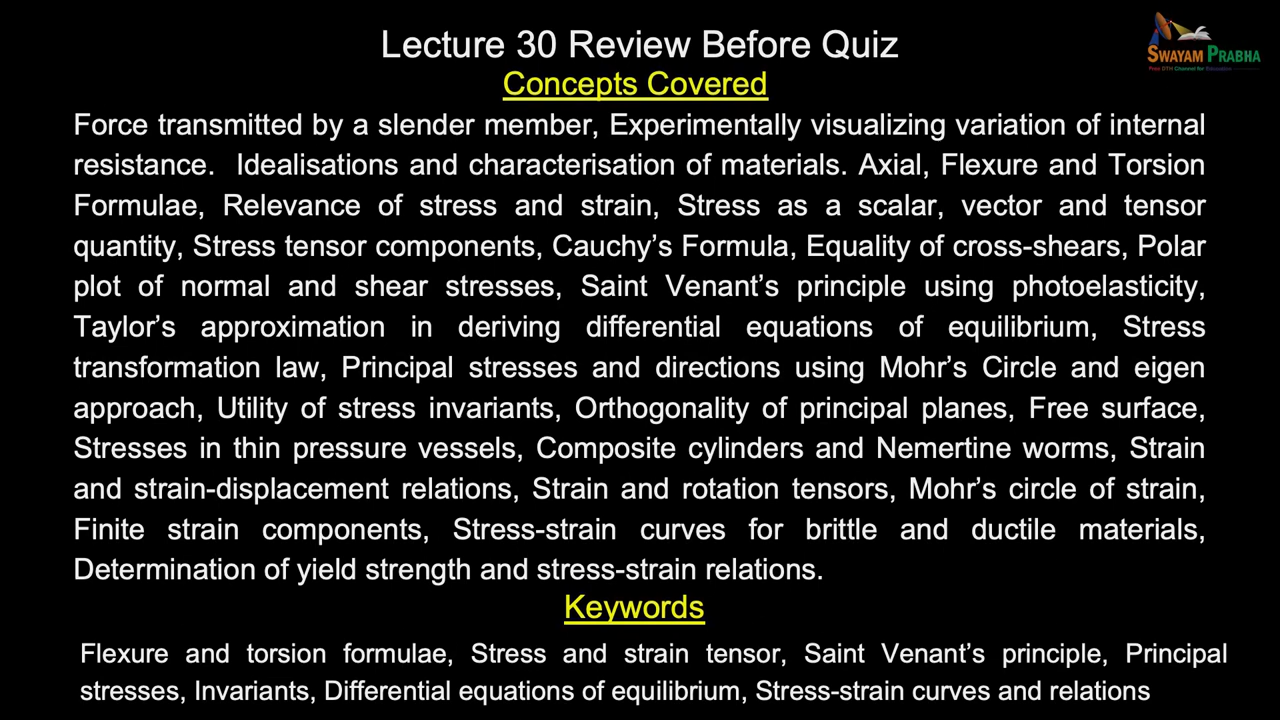 Lecture 30 Review Before Quiz
SWAYAM PRABHA
Free DTH Channel for Education
Concepts Covered
Force transmitted by a slender member, Experimentally visualizing variation of internal
resistance. Idealisations and characterisation of materials. Axial, Flexure and Torsion
Formulae, Relevance of stress and strain, Stress as a scalar, vector and tensor
quantity, Stress tensor components, Cauchy's Formula, Equality of cross-shears, Polar
plot of normal and shear stresses, Saint Venant's principle using photoelasticity,
Taylor's approximation in deriving differential equations of equilibrium, Stress
transformation law, Principal stresses and directions using Mohr's Circle and eigen
approach, Utility of stress invariants, Orthogonality of principal planes, Free surface,
Stresses in thin pressure vessels, Composite cylinders and Nemertine worms, Strain
and strain-displacement relations, Strain and rotation tensors, Mohr's circle of strain,
Finite strain components, Stress-strain curves for brittle and ductile materials,
Determination of yield strength and stress-strain relations.
Keywords
Flexure and torsion formulae, Stress and strain tensor, Saint Venant's principle, Principal
stresses, Invariants, Differential equations of equilibrium, Stress-strain curves and relations